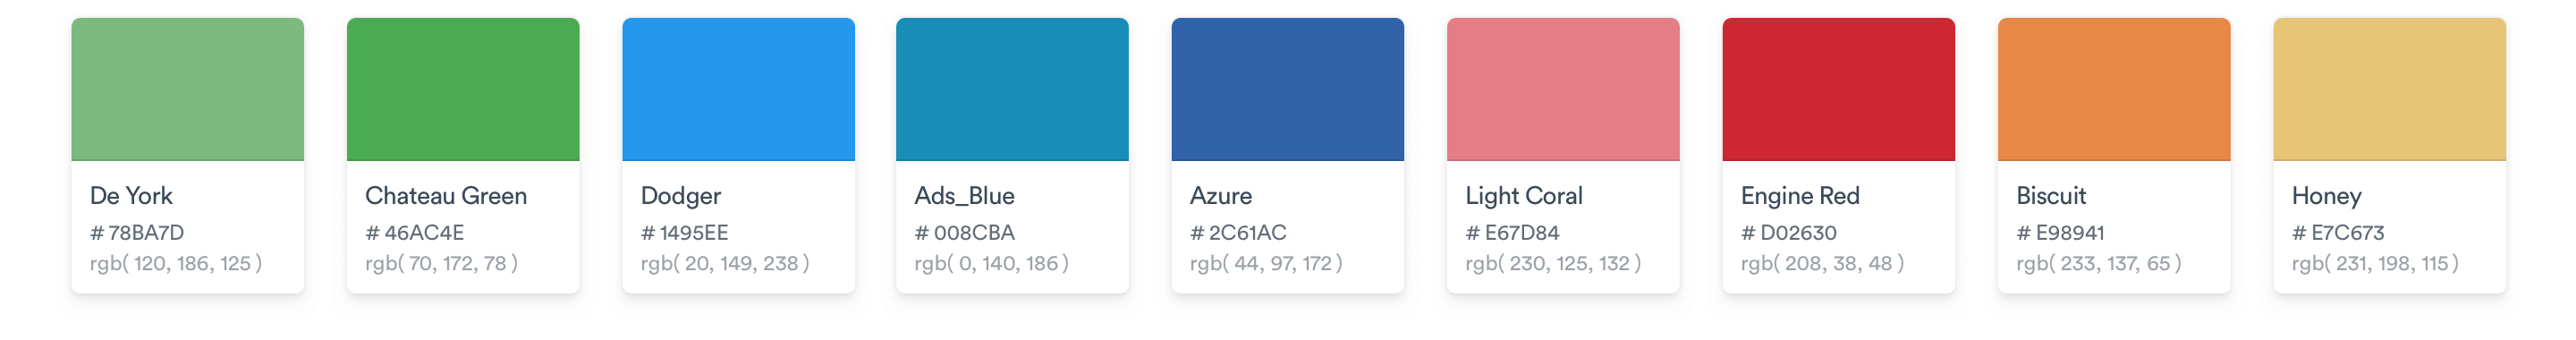 De York
# 78BA7D
rgb( 120, 186, 125 )
Chateau Green
# 46AC4E
rgb( 70, 172, 78 )
Dodger
# 1495EE
rgb( 20, 149, 238 )
Ads_Blue
# 008CBA
rgb( 0, 140, 186 )
Azure
# 2C61AC
rgb( 44, 97, 172 )
Light Coral
# E67D84
rgb( 230, 125, 132 )
Engine Red
# D02630
rgb( 208, 38, 48 )
Biscuit
# E98941
rgb( 233, 137, 65 )
Honey
# E7C673
rgb( 231, 198, 115 )